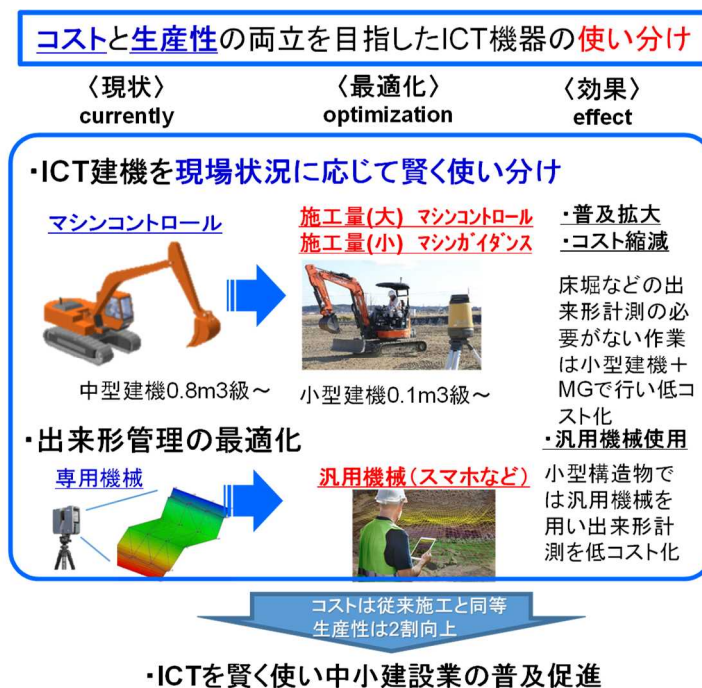 コストと生産性の両立を目指したICT機器の使い分け
〈現状〉
currently
〈最適化〉
optimization
〈効果〉
effect
・ICT建機を現場状況に応じて賢く使い分け
マシンコントロール
中型建機0.8m3級～
施工量(大) ﾏｼﾝｺﾝﾄﾛｰﾙ
施工量(小) ﾏｼﾝｶﾞｲﾀﾞﾝｽ
小型建機0.1m3級～
・普及拡大
・コスト縮減
床堀などの出
来形計測の必
要がない作業
は小型建機＋
MGで行い低コ
スト化
・出来形管理の最適化
専用機械
汎用機械（スマホなど）
・汎用機械使用
小型構造物で
は汎用機械を
用い出来形計
測を低コスト化
コストは従来施工と同等
生産性は2割向上
・ICTを賢く使い中小建設業の普及促進